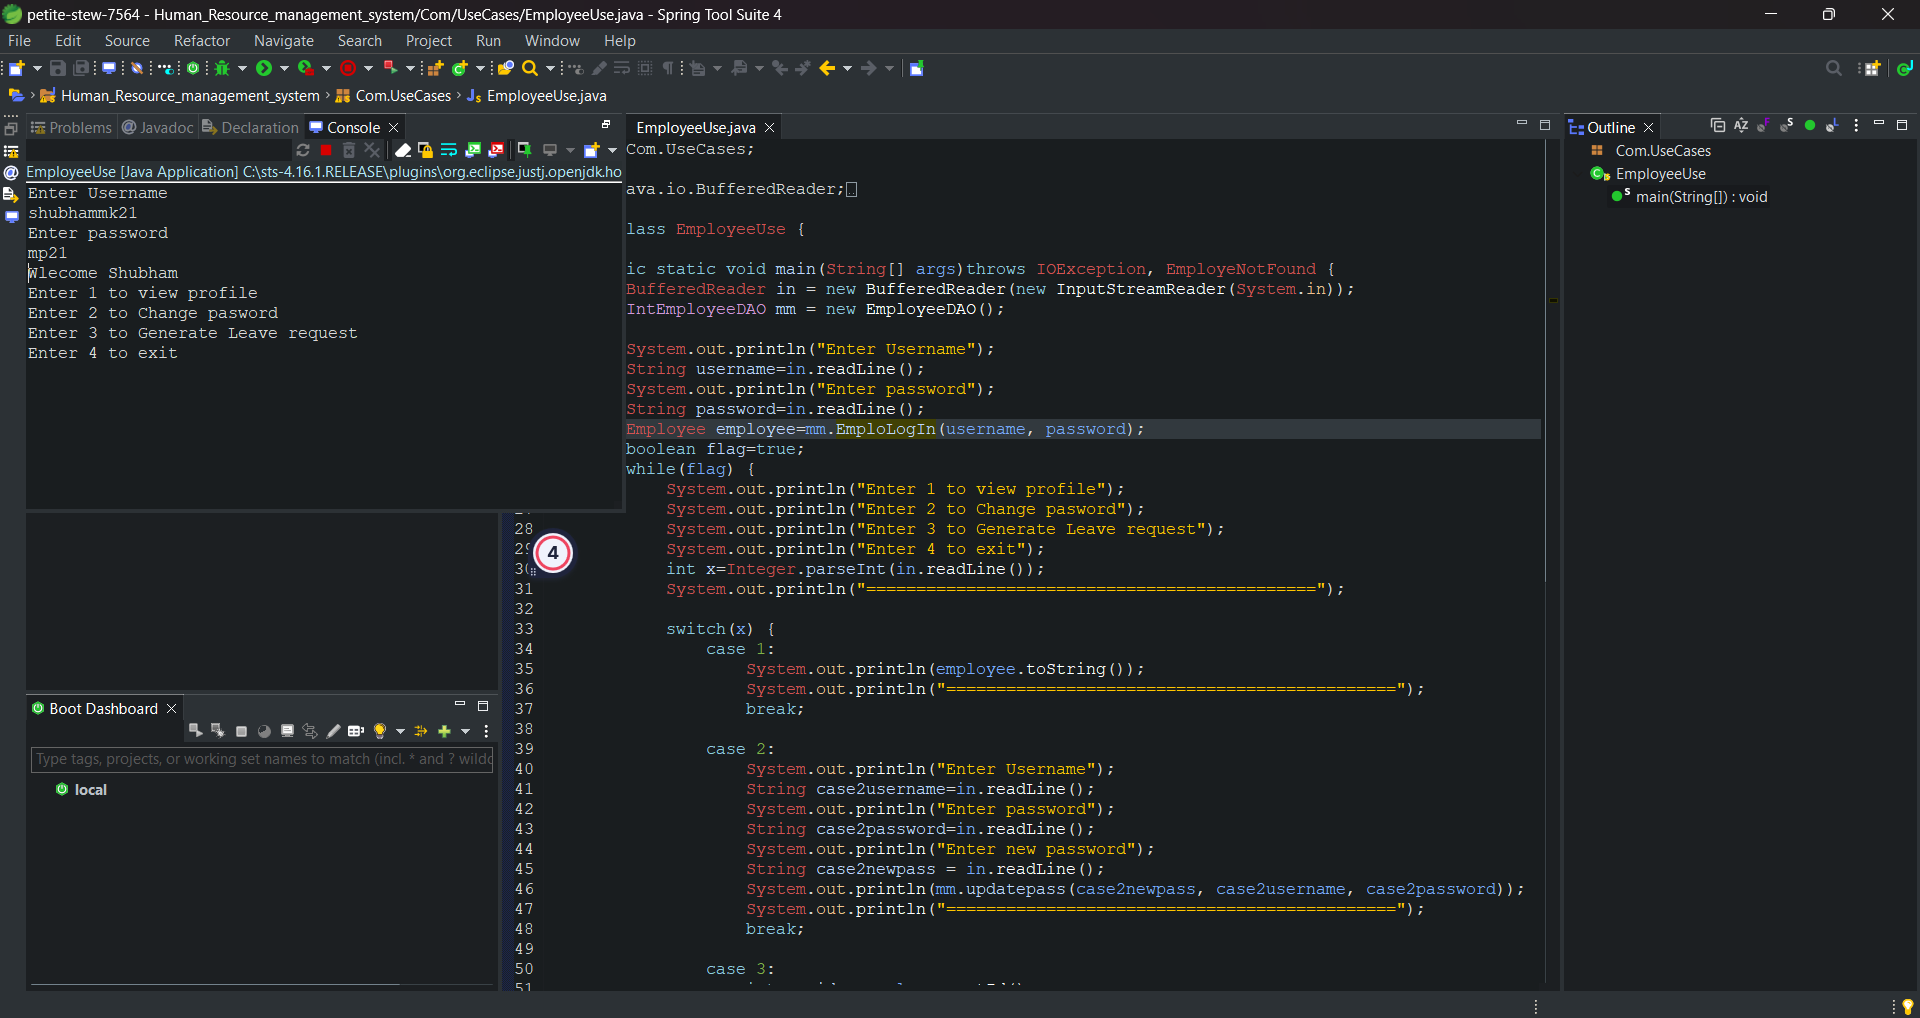 petite-stew-7564 - Human_Resource_management_system/Com/UseCases/EmployeeUse.java - Spring Tool Suite 4
File Edit Source Refactor Navigate Search Project Run Window Help
Human_Resource_management_system Com.UseCases EmployeeUse.java
Problems @ Javadoc Declaration Console
EmployeeUse [Java Application] C:\sts-4.16.1.RELEASE\plugins\org.eclipse.justj.openjdk.ho
Enter Username
shubhammk21
Enter password
mp21
Wlecome Shubham
Enter 1 to view profile
Enter 2 to Change pasword
Enter 3 to Generate Leave request
Enter 4 to exit
EmployeeUse.java
Com.UseCases;
ava.io.BufferedReader;
lass EmployeeUse {
ic static void main(String[] args)throws IOException, EmployeNotFound {
BufferedReader in = new BufferedReader(new InputStreamReader(System.in));
IntEmployeeDAO mm = new EmployeeDAO();
System.out.println("Enter Username");
String username=in.readLine();
System.out.println("Enter password");
String password=in.readLine();
Employee employee=mm.EmploLogIn(username, password);
boolean flag=true;
while(flag) {
System.out.println("Enter 1 to view profile");
System.out.println("Enter 2 to Change pasword");
28 System.out.println("Enter 3 to Generate Leave request");
29 System.out.println("Enter 4 to exit");
4
30 int x=Integer.parseInt(in.readLine());
31 System.out.println("=============================================");
32
33 switch(x) {
34 case 1:
35 System.out.println(employee.toString());
36 System.out.println("=============================================");
37 break;
38
39 case 2:
40 System.out.println("Enter Username");
41 String case2username=in.readLine();
42 System.out.println("Enter password");
43 String case2password=in.readLine();
44 System.out.println("Enter new password");
45 String case2newpass = in.readLine();
46 System.out.println(mm.updatepass(case2newpass, case2username, case2password));
47 System.out.println("=============================================");
48 break;
49
50 case 3:
51
Outline
Com.UseCases
EmployeeUse
main(String[]) : void
Boot Dashboard
Type tags, projects, or working set names to match (incl. * and ? wildc
local